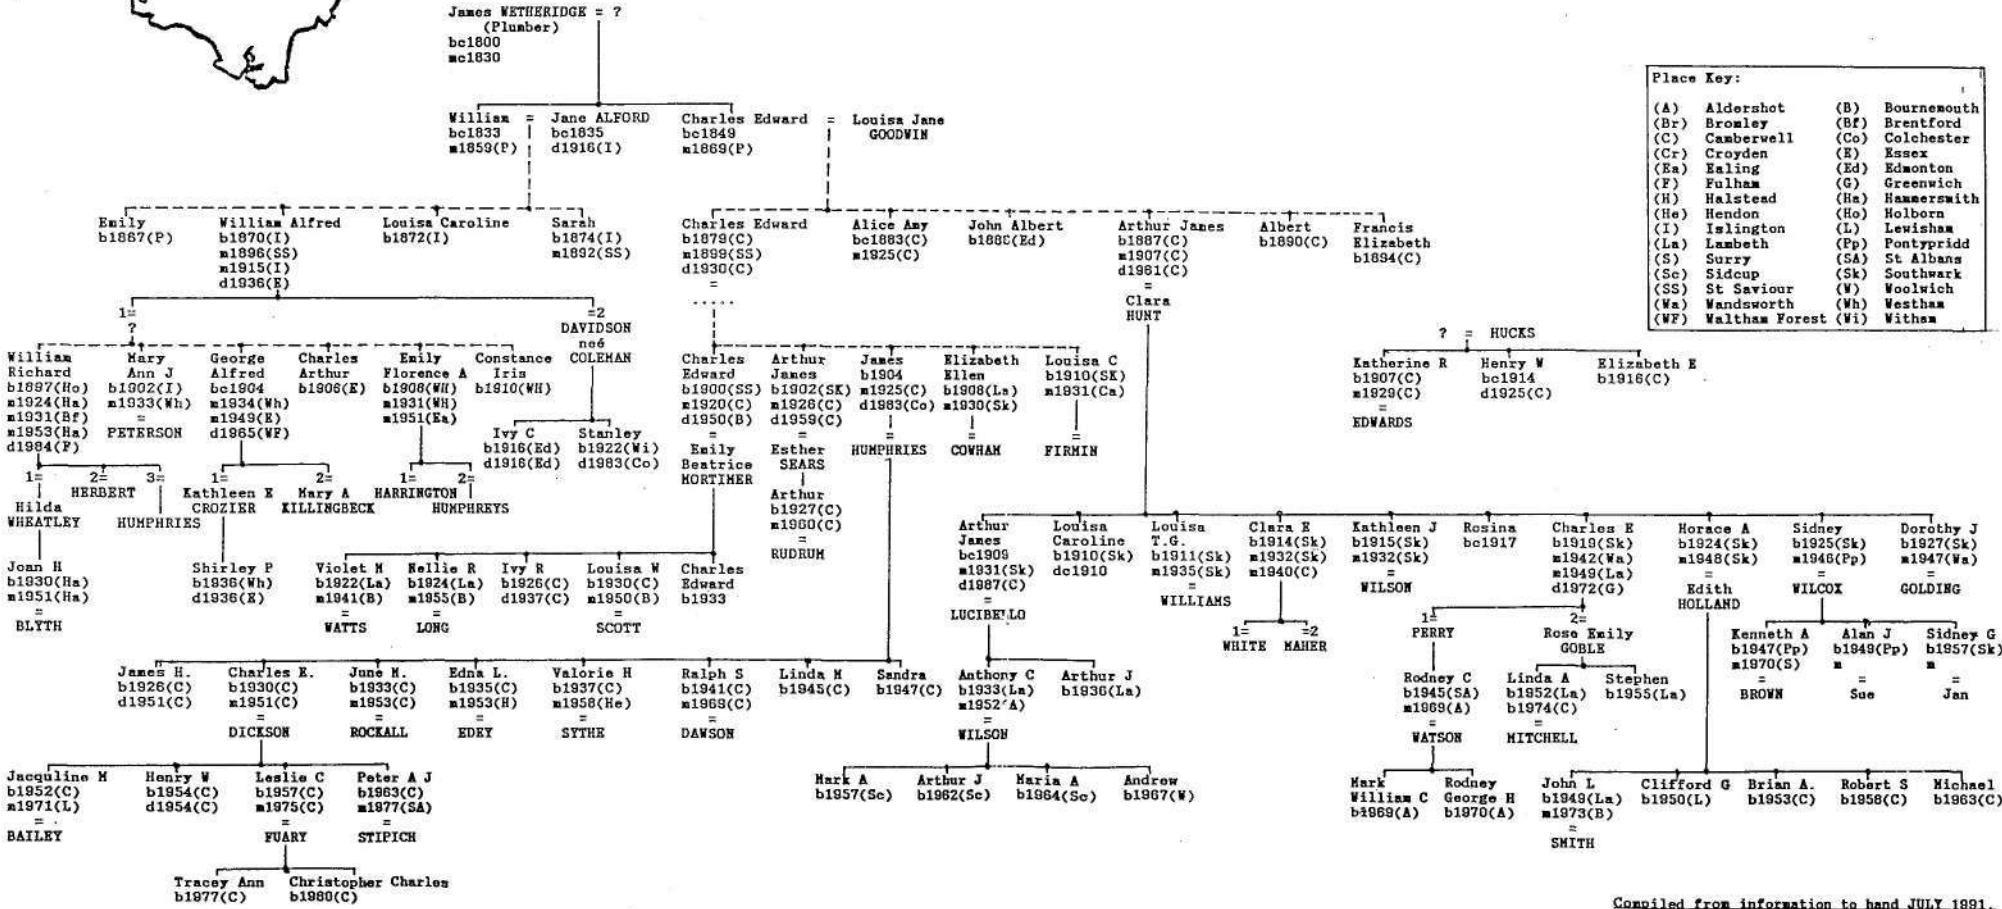 James WETHERIDGE = ?
(Plumber)
bc1800
mc1830
Place Key:
(A) Aldershot (B) Bournemouth
(Br) Bromley (Bf) Brentford
(C) Camberwell (Co) Colchester
(Cr) Croyden (E) Essex
(Ea) Ealing (Ed) Edmonton
(F) Fulham (G) Greenwich
(H) Halstead (Ha) Hammersmith
(He) Hendon (Ho) Holborn
(I) Islington (L) Lewisham
(La) Lambeth (Pp) Pontypridd
(S) Surry (SA) St Albans
(Sc) Sidcup (Sk) Southwark
(SS) St Saviour (W) Woolwich
(Wa) Wandsworth (Wh) Westham
(WF) Waltham Forest (Wi) Witham
William = Jane ALFORD Charles Edward = Louisa Jane
bc1833 bc1835 bc1849 GOODWIN
m1859(P) d1916(I) m1869(P)
Emily William Alfred Louisa Caroline Sarah
b1867(P) b1870(I) b1872(I) b1874(I)
m1896(SS) m1892(SS)
m1915(I)
d1936(E)
Charles Edward Alice Amy John Albert Arthur James Albert Francis
b1879(C) bc1883(C) b1886(Ed) b1887(C) b1890(C) Elizabeth
m1899(SS) m1925(C) m1907(C) b1894(C)
d1930(C) d1961(C)
= =
..... Clara
HUNT
1= =2
? DAVIDSON
neé
COLEMAN
? = HUCKS
Katherine R Henry W Elizabeth E
b1907(C) bc1914 b1916(C)
m1929(C) d1925(C)
=
EDWARDS
William Mary George Charles Emily Constance
Richard Ann J Alfred Arthur Florence A Iris
b1897(Ho) b1902(I) bc1904 b1906(E) b1908(WH) b1910(WH)
m1924(Ha) m1933(Wh) m1934(Wh) m1931(WH)
m1931(Bf) = m1949(E) m1951(Ea)
m1953(Ha) PETERSON d1965(WF)
d1984(F)
Ivy C Stanley
b1916(Ed) b1922(Wi)
d1916(Ed) d1983(Co)
1= 2= 3= 1= 2= 1= 2=
HERBERT Kathleen E Mary A HARRINGTON
Hilda CROZIER KILLINGBECK HUMPHREYS
WHEATLEY HUMPHRIES
Charles Arthur James Elizabeth Louisa C
Edward James b1904 Ellen b1910(SK)
b1900(SS) b1902(SK) m1925(C) b1908(La) m1931(Ca)
m1920(C) m1926(C) d1983(Co) m1930(Sk)
d1950(B) d1959(C)
= = = = =
Emily Esther HUMPHRIES COWHAM FIRMIN
Beatrice SEARS
MORTIMER
Arthur
b1927(C)
m1960(C)
=
RUDRUM
Joan H Shirley P
b1930(Ha) b1936(Wh)
m1951(Ha) d1936(E)
=
BLYTH
Violet M Nellie R Ivy R Louisa W Charles
b1922(La) b1924(La) b1926(C) b1930(C) Edward
m1941(B) m1955(B) d1937(C) m1950(B) b1933
= = =
WATTS LONG SCOTT
Arthur Louisa Louisa Clara E Kathleen J Rosina Charles E Horace A Sidney Dorothy J
James Caroline T.G. b1914(Sk) b1915(Sk) bc1917 b1919(Sk) b1924(Sk) b1925(Sk) b1927(Sk)
bc1909 b1910(Sk) b1911(Sk) m1932(Sk) m1932(Sk) m1942(Wa) m1948(Sk) m1946(Pp) m1947(Wa)
m1931(Sk) dc1910 m1935(Sk) m1940(C) = m1949(La) = = =
d1987(C) = WILSON d1972(G) Edith WILCOX GOLDING
= WILLIAMS HOLLAND
LUCIBELLO
1= =2 1= 2=
WHITE MAHER PERRY Rose Emily
GOBLE
Kenneth A Alan J Sidney G
b1947(Pp) b1949(Pp) b1957(Sk)
m1970(S) m m
= = =
BROWN Sue Jan
James H. Charles E. June M. Edna L. Valorie H Ralph S Linda M Sandra
b1926(C) b1930(C) b1933(C) b1935(C) b1937(C) b1941(C) b1945(C) b1947(C)
d1951(C) m1951(C) m1953(C) m1953(H) m1958(He) m1969(C)
= = = = =
DICKSON ROCKALL EDEY SYTHE DAWSON
Anthony C Arthur J
b1933(La) b1936(La)
m1952(A)
=
WILSON
Rodney C Linda A Stephen
b1945(SA) b1952(La) b1955(La)
m1969(A) b1974(C)
= =
WATSON MITCHELL
Jacquline M Henry W Leslie C Peter A J
b1952(C) b1954(C) b1957(C) b1963(C)
m1971(L) d1954(C) m1975(C) m1977(SA)
= = =
BAILEY FUARY STIPICH
Mark A Arthur J Maria A Andrew
b1957(Sc) b1962(Sc) b1964(Sc) b1967(W)
Mark Rodney
William C George H
b1969(A) b1970(A)
John L Clifford G Brian A. Robert S Michael
b1949(La) b1950(L) b1953(C) b1958(C) b1963(C)
m1973(B)
=
SMITH
Tracey Ann Christopher Charles
b1977(C) b1980(C)
Compiled from information to hand JULY 1991.